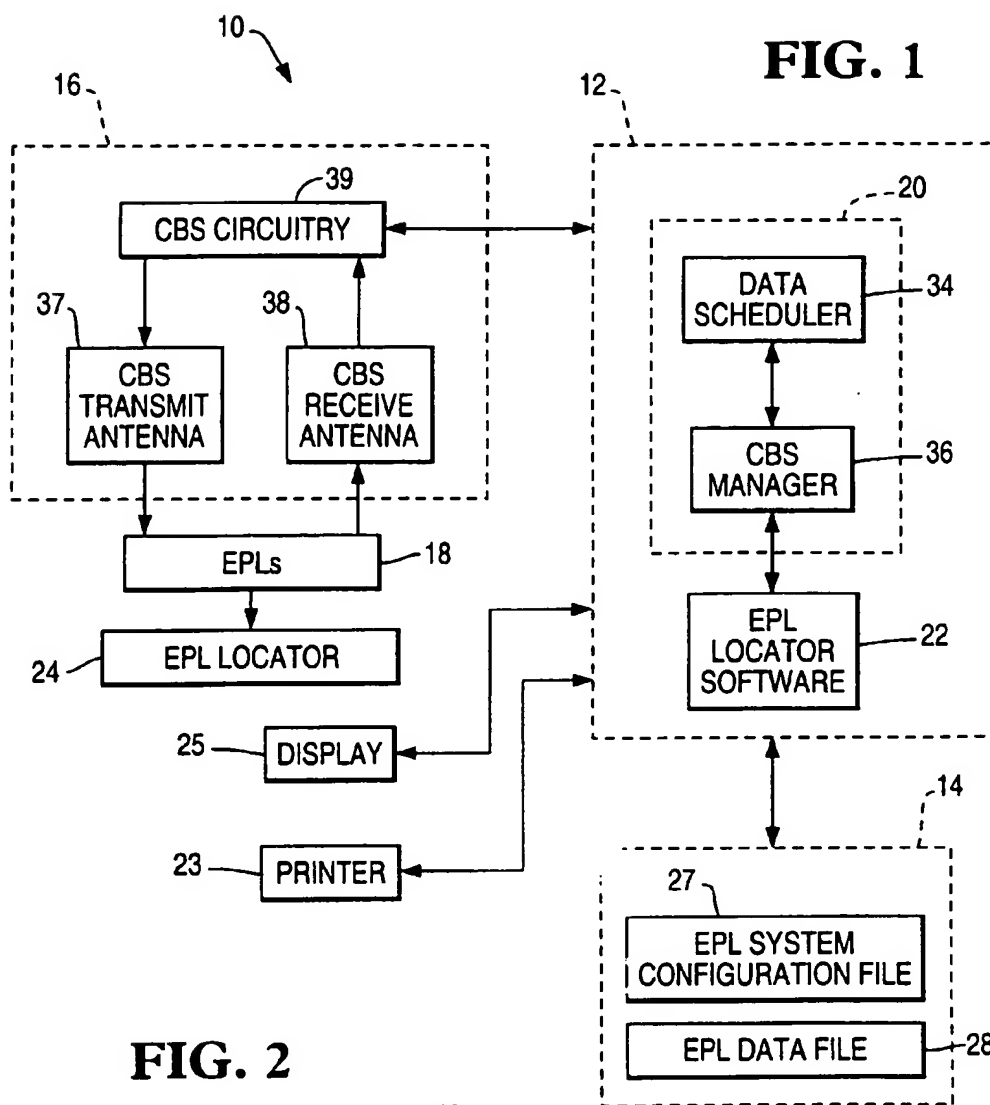 10
FIG. 1
16
12
39
CBS CIRCUITRY
20
37
CBS
TRANSMIT
ANTENNA
38
CBS
RECEIVE
ANTENNA
DATA
SCHEDULER
34
CBS
MANAGER
36
EPLs
18
EPL LOCATOR
24
EPL
LOCATOR
SOFTWARE
22
25
DISPLAY
23
PRINTER
14
27
EPL SYSTEM
CONFIGURATION FILE
EPL DATA FILE
28
FIG. 2